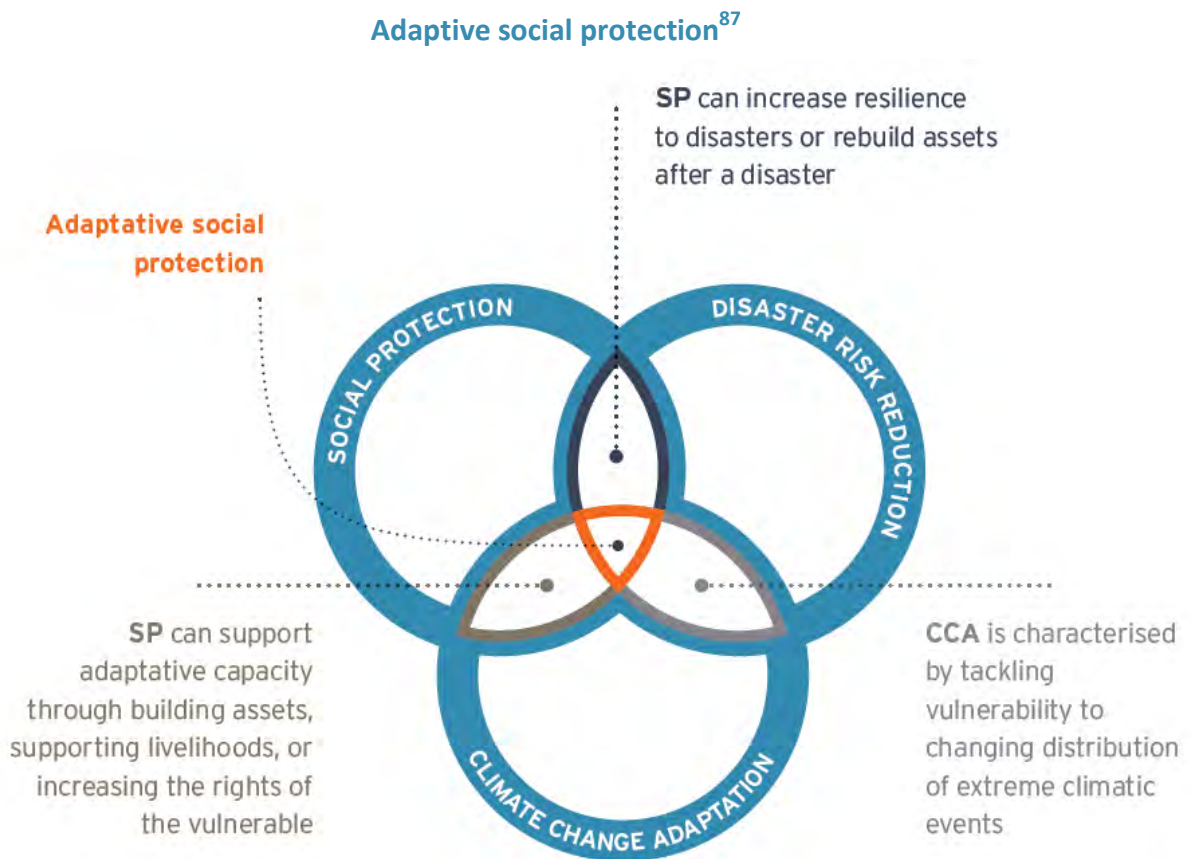 Adaptive social protection87
SP can increase resilience
to disasters or rebuild assets
after a disaster
Adaptative social
protection
SOCIAL PROTECTION
DISASTER RISK REDUCTION
SP can support
adaptative capacity
through building assets,
supporting livelihoods, or
increasing the rights of
the vulnerable
CCA is characterised
by tackling
vulnerability to
changing distribution
of extreme climatic
events
CLIMATE CHANGE ADAPTATION